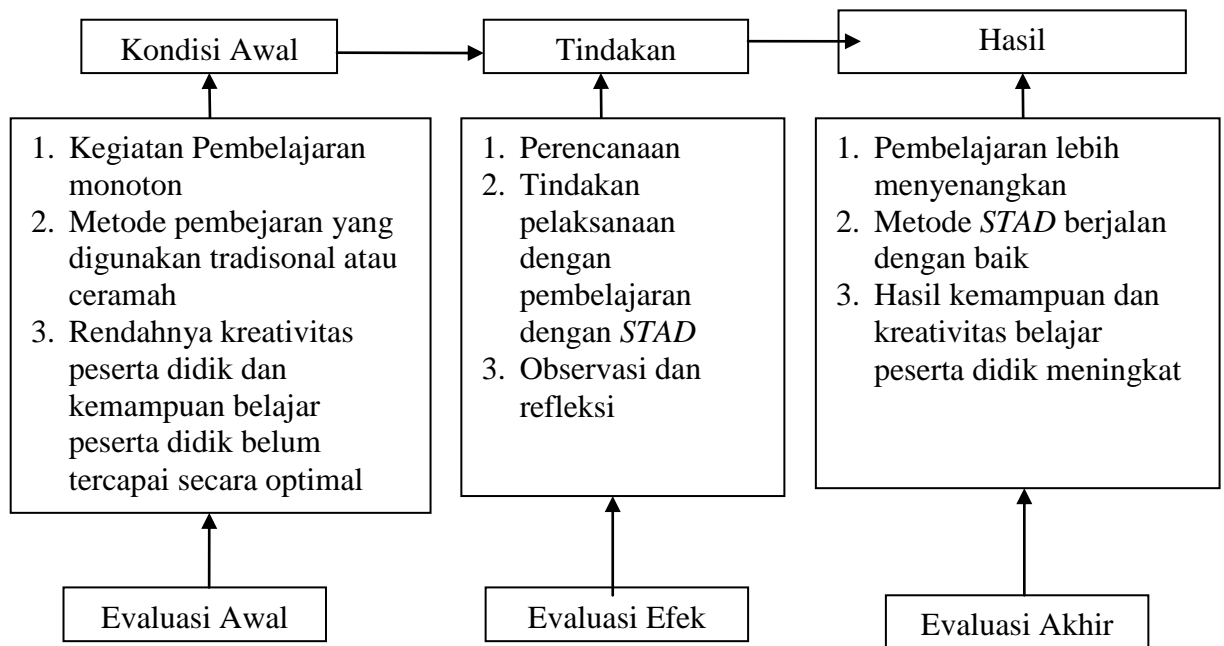 Kondisi Awal
Tindakan
Hasil
1. Kegiatan Pembelajaran
monoton
2. Metode pembejaran yang
digunakan tradisonal atau
ceramah
3. Rendahnya kreativitas
peserta didik dan
kemampuan belajar
peserta didik belum
tercapai secara optimal
1. Perencanaan
2. Tindakan
pelaksanaan
dengan
pembelajaran
dengan STAD
3. Observasi dan
refleksi
1. Pembelajaran lebih
menyenangkan
2. Metode STAD berjalan
dengan baik
3. Hasil kemampuan dan
kreativitas belajar
peserta didik meningkat
Evaluasi Awal
Evaluasi Efek
Evaluasi Akhir